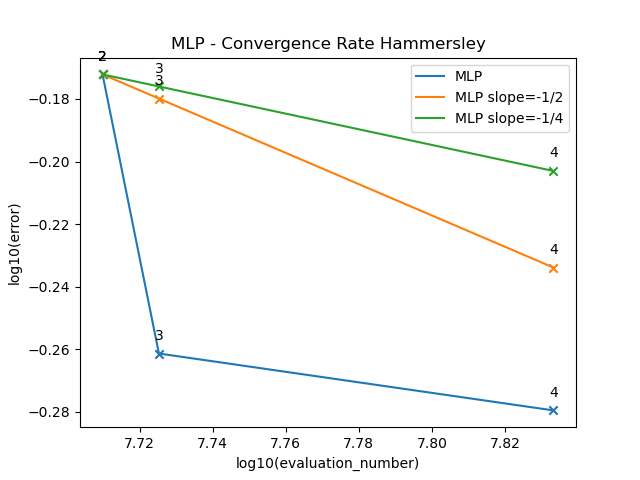 MLP - Convergence Rate Hammersley
2
3
3
3
4
4
4
MLP
MLP slope=-1/2
MLP slope=-1/4
−0.18
−0.20
−0.22
−0.24
−0.26
−0.28
log10(error)
7.72 7.74 7.76 7.78 7.80 7.82
log10(evaluation_number)